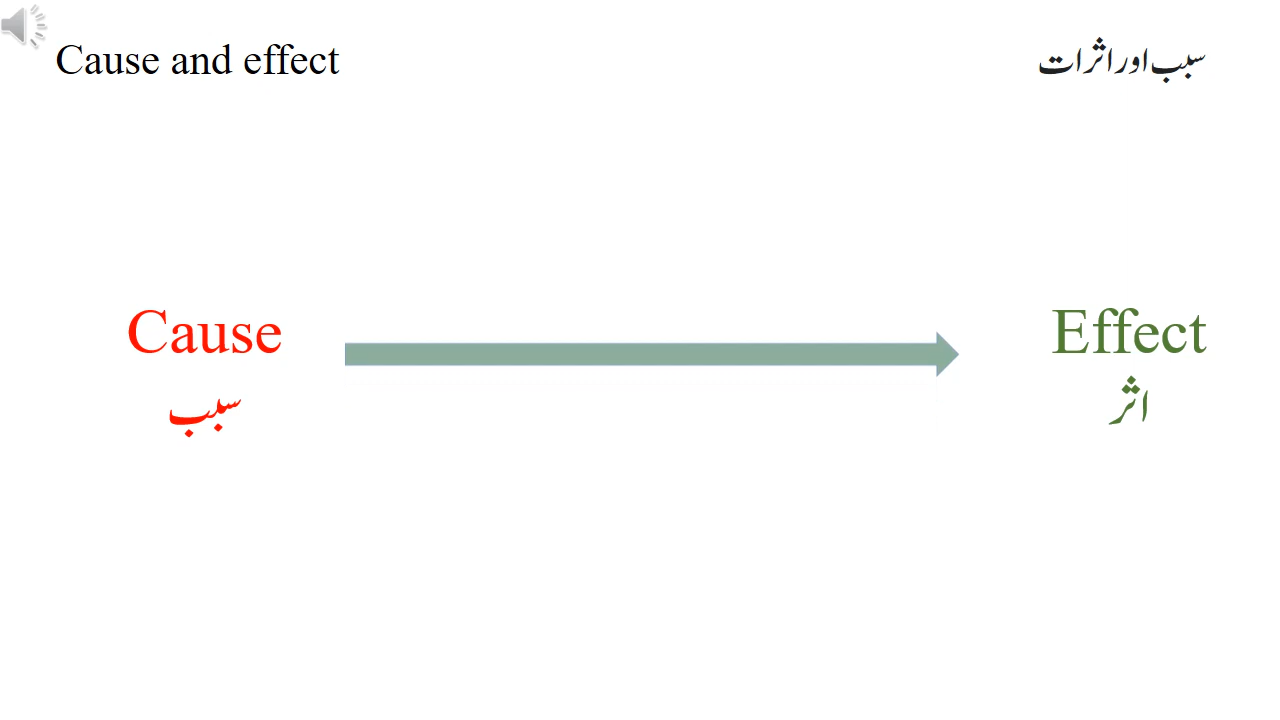 Cause and effect
سبب اور اثرات
Cause
سبب
Effect
اثر